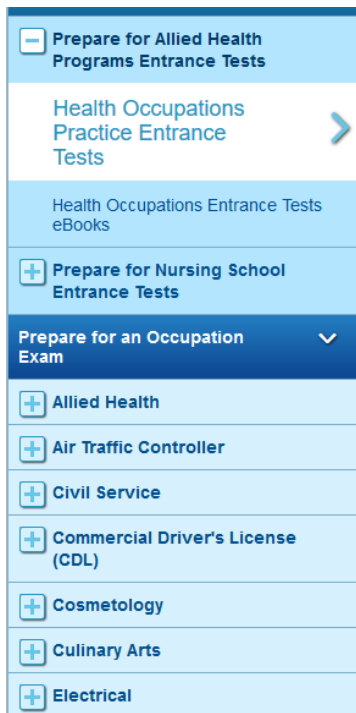 Prepare for Allied Health
Programs Entrance Tests
Health Occupations
Practice Entrance
Tests
Health Occupations Entrance Tests
eBooks
Prepare for Nursing School
Entrance Tests
Prepare for an Occupation
Exam
Allied Health
Air Traffic Controller
Civil Service
Commercial Driver's License
(CDL)
Cosmetology
Culinary Arts
Electrical